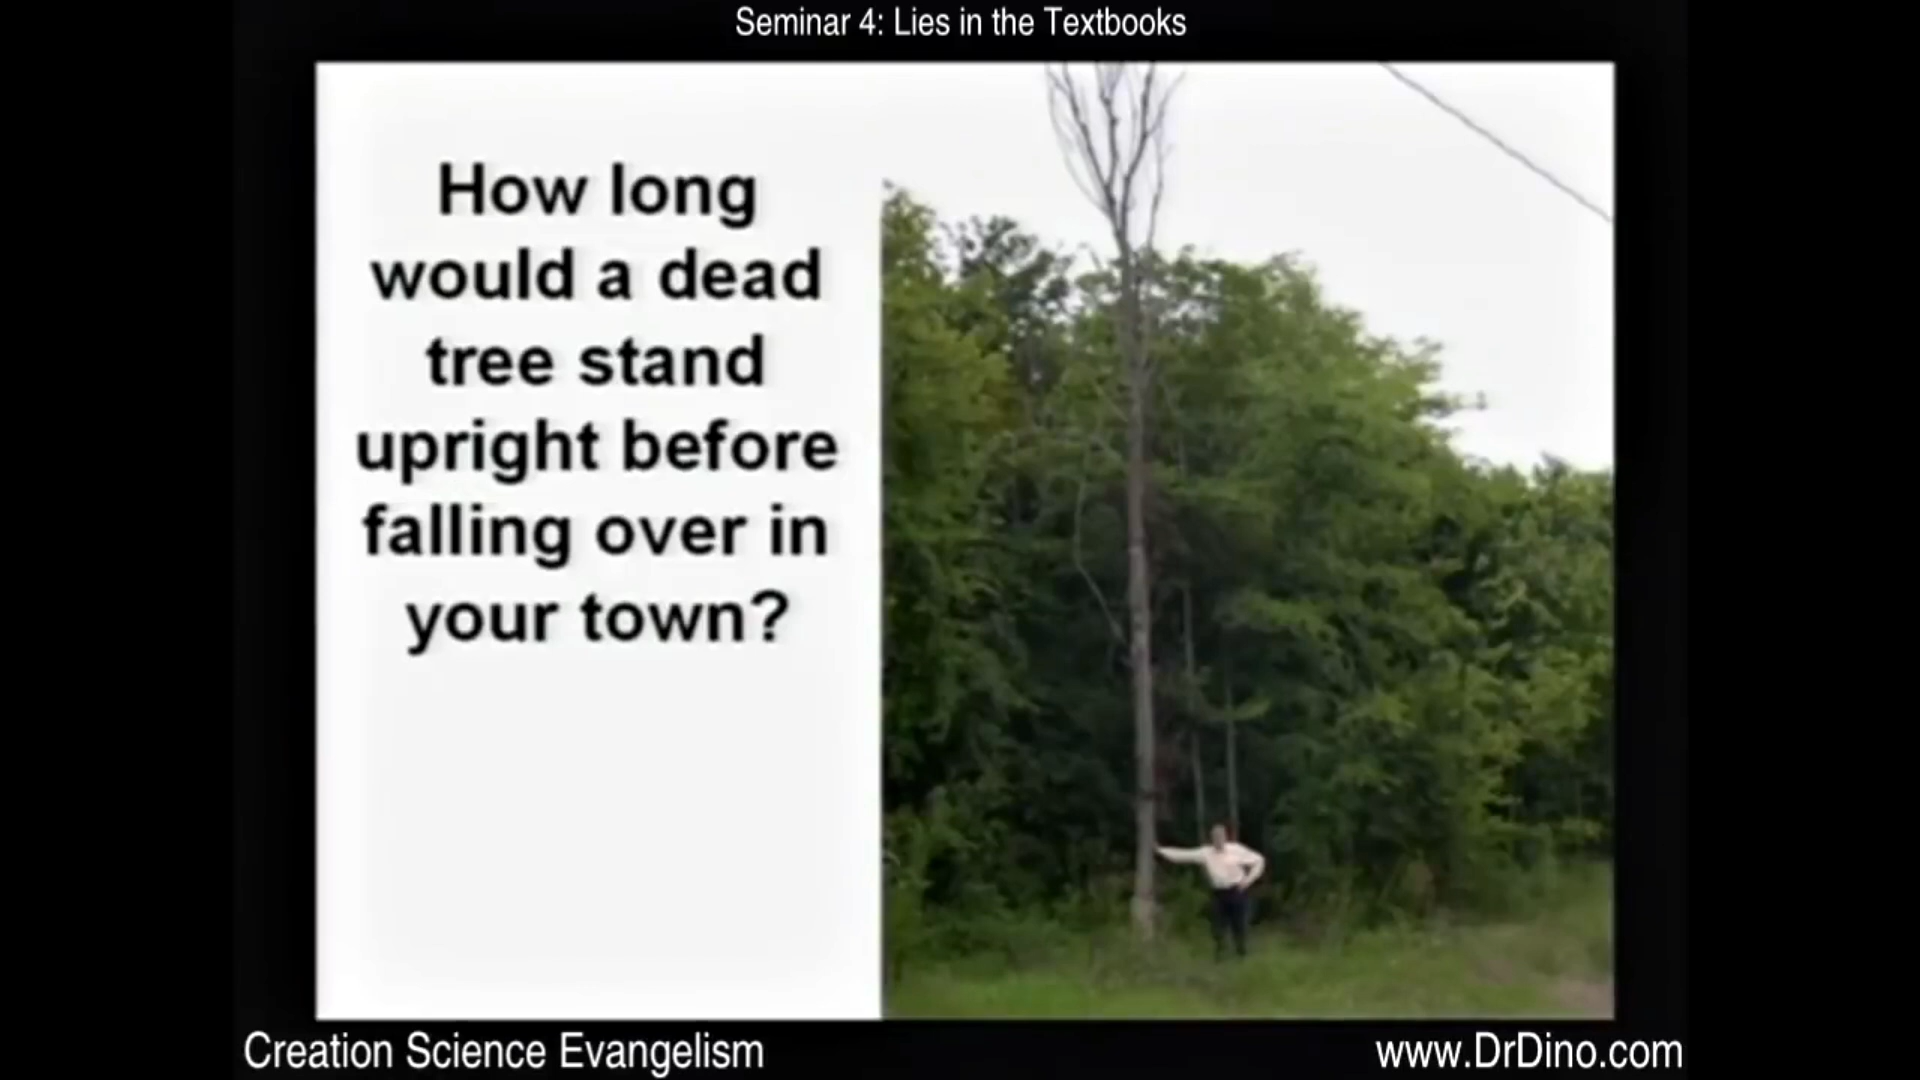 Seminar 4: Lies in the Textbooks
How long
would a dead
tree stand
upright before
falling over in
your town?
Creation Science Evangelism
www.DrDino.com